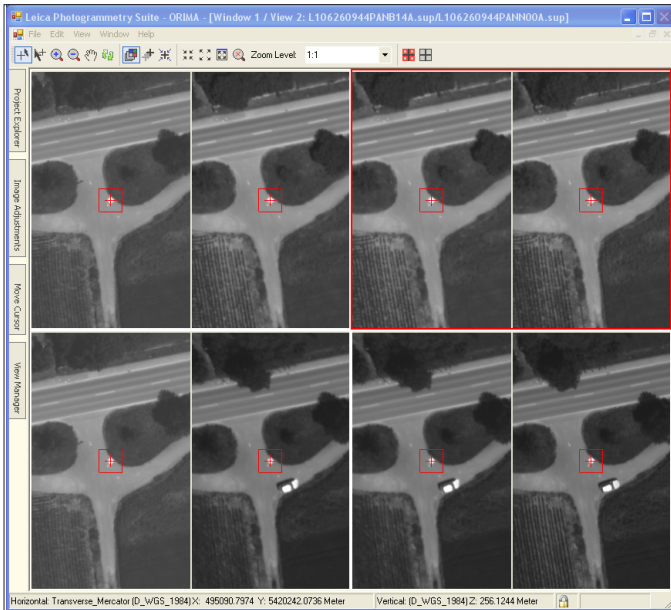 Leica Photogrammetry Suite - ORIMA - [Window 1 / View 2: L106260944PANB14A.sup/L106260944PANN00A.sup]
File Edit View Window Help
Zoom Level: 1:1
Project Explorer
Image Adjustments
Move Cursor
View Manager
Horizontal: Transverse_Mercator (D_WGS_1984) X: 495090.7974 Y: 5420242.0736 Meter
Vertical: (D_WGS_1984) Z: 256.1244 Meter